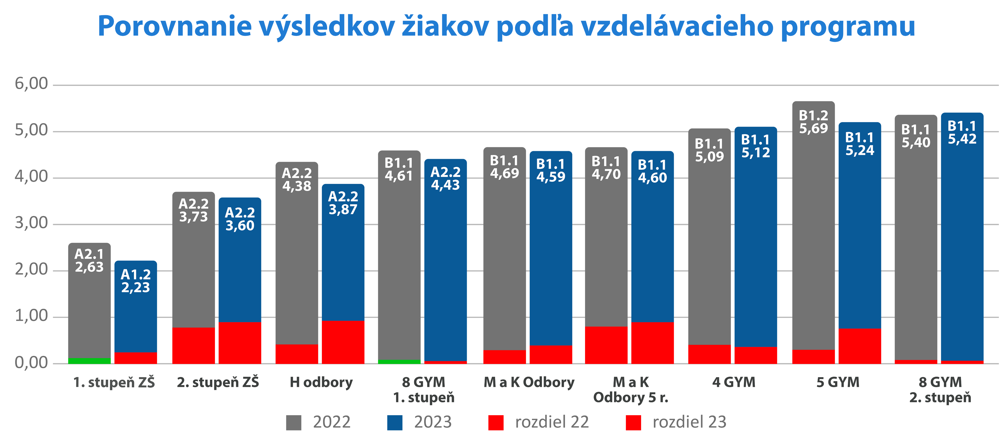 Porovnanie výsledkov žiakov podľa vzdelávacieho programu
6,00
5,00
4,00
3,00
2,00
1,00
0,00
A2.1
2,63
A1.2
2,23
A2.2
3,73
A2.2
3,60
A2.2
4,38
A2.2
3,87
B1.1
4,61
A2.2
4,43
B1.1
4,69
B1.1
4,59
B1.1
4,70
B1.1
4,60
B1.1
5,09
B1.1
5,12
B1.2
5,69
B1.1
5,24
B1.1
5,40
B1.1
5,42
1. stupeň ZŠ
2. stupeň ZŠ
H odbory
8 GYM
1. stupeň
M a K Odbory
M a K
Odbory 5 r.
4 GYM
5 GYM
8 GYM
2. stupeň
2022
2023
rozdiel 22
rozdiel 23